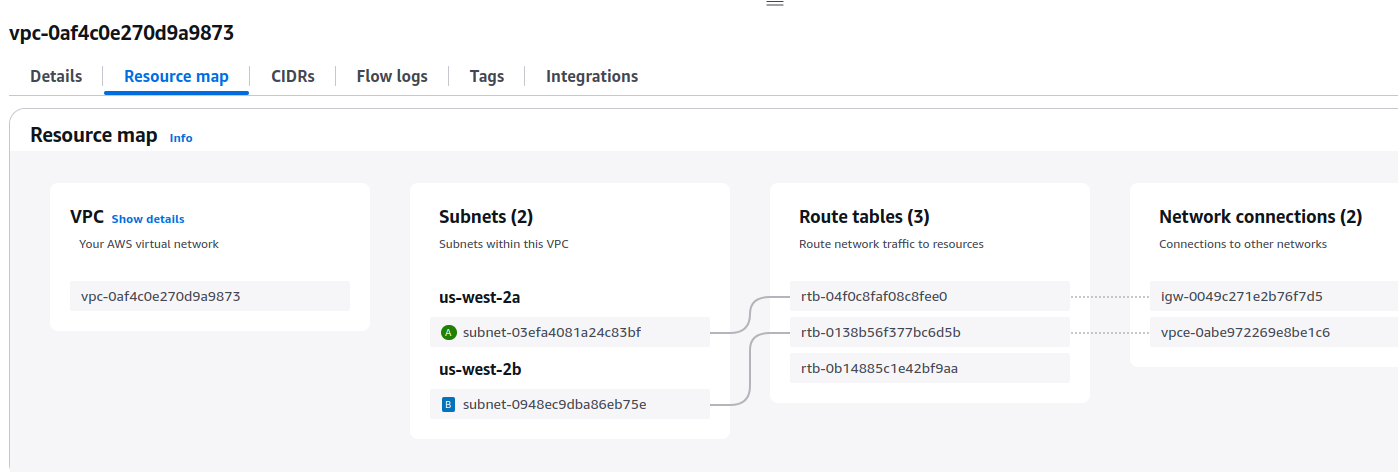 vpc-0af4c0e270d9a9873
Details
Resource map
CIDRs
Flow logs
Tags
Integrations
Resource map Info
VPC Show details
Your AWS virtual network
vpc-0af4c0e270d9a9873
Subnets (2)
Subnets within this VPC
us-west-2a
A subnet-03efa4081a24c83bf
us-west-2b
B subnet-0948ec9dba86eb75e
Route tables (3)
Route network traffic to resources
rtb-04f0c8faf08c8fee0
rtb-0138b56f377bc6d5b
rtb-0b14885c1e42bf9aa
Network connections (2)
Connections to other networks
igw-0049c271e2b76f7d5
vpce-0abe972269e8be1c6